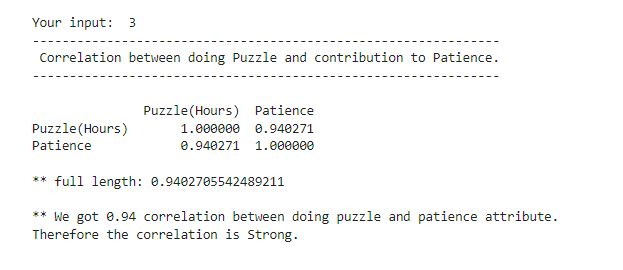 Your input:  3
------------------------------------------------------------------
 Correlation between doing Puzzle and contribution to Patience.
------------------------------------------------------------------
               Puzzle(Hours)  Patience
Puzzle(Hours)       1.000000  0.940271
Patience            0.940271  1.000000
** full length: 0.9402705542489211
** We got 0.94 correlation between doing puzzle and patience attribute.
Therefore the correlation is Strong.